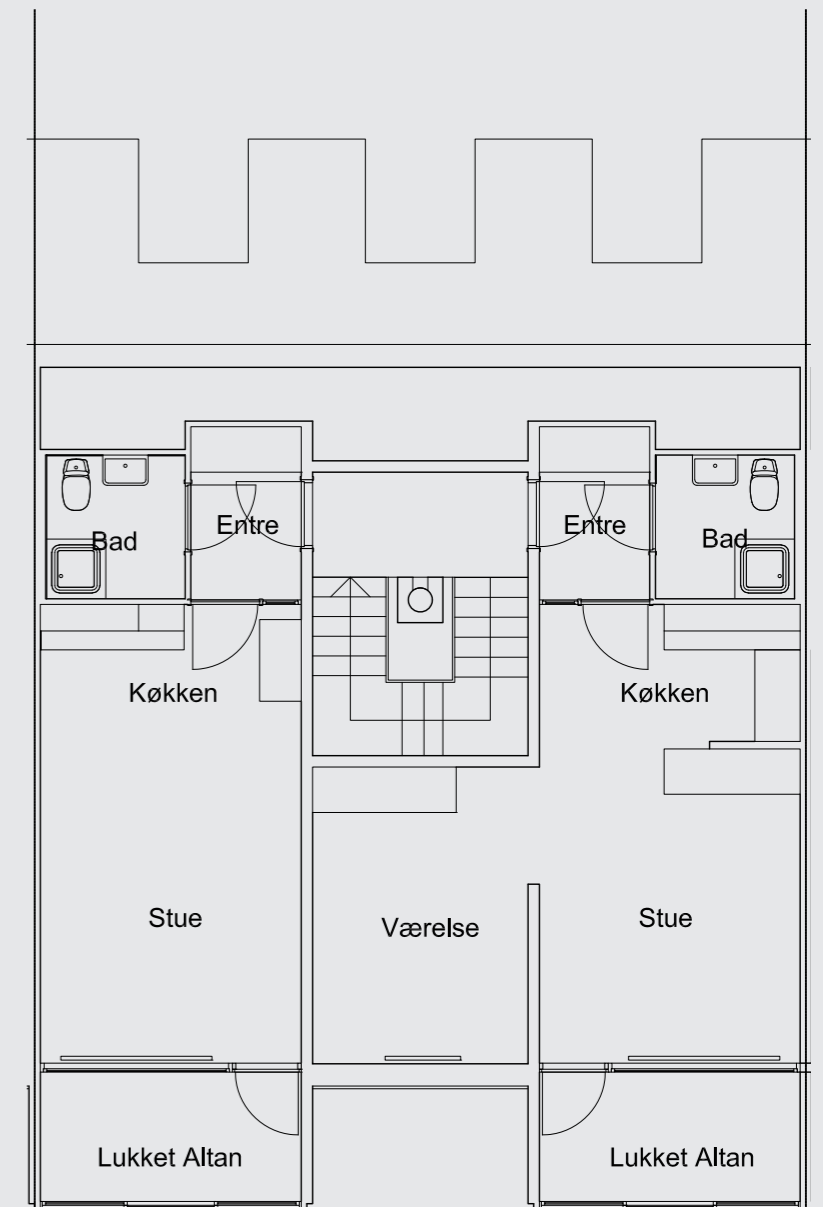 Bad
Entre
Entre
Bad
Køkken
Køkken
Stue
Værelse
Stue
Lukket Altan
Lukket Altan